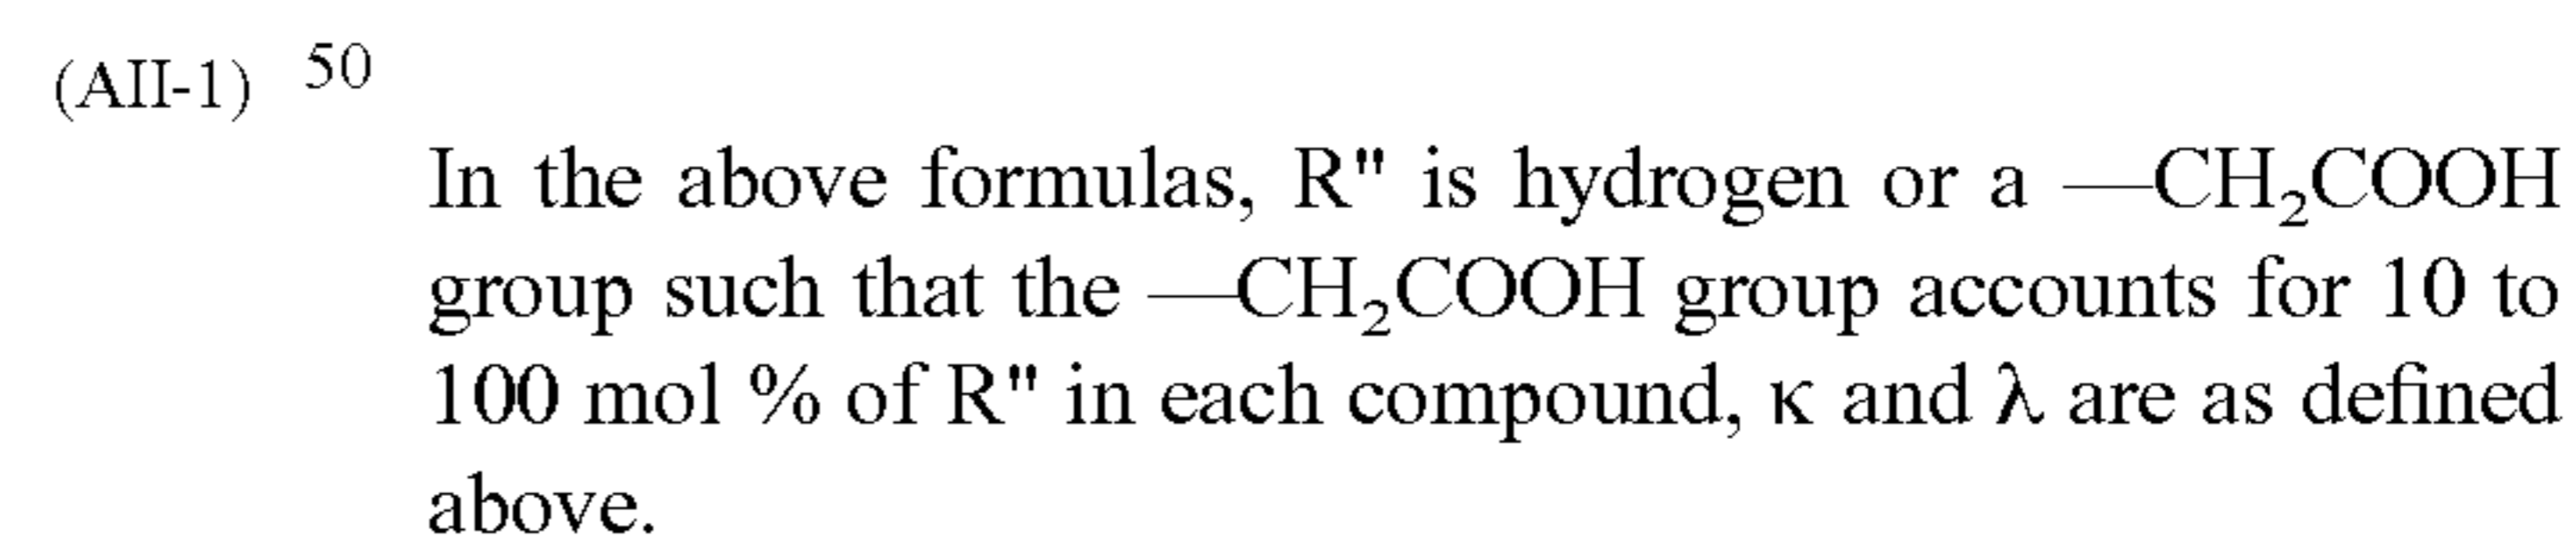 (AII-1) 50
In the above formulas, R" is hydrogen or a —CH₂COOH
group such that the —CH₂COOH group accounts for 10 to
100 mol % of R" in each compound, κ and λ are as defined
above.